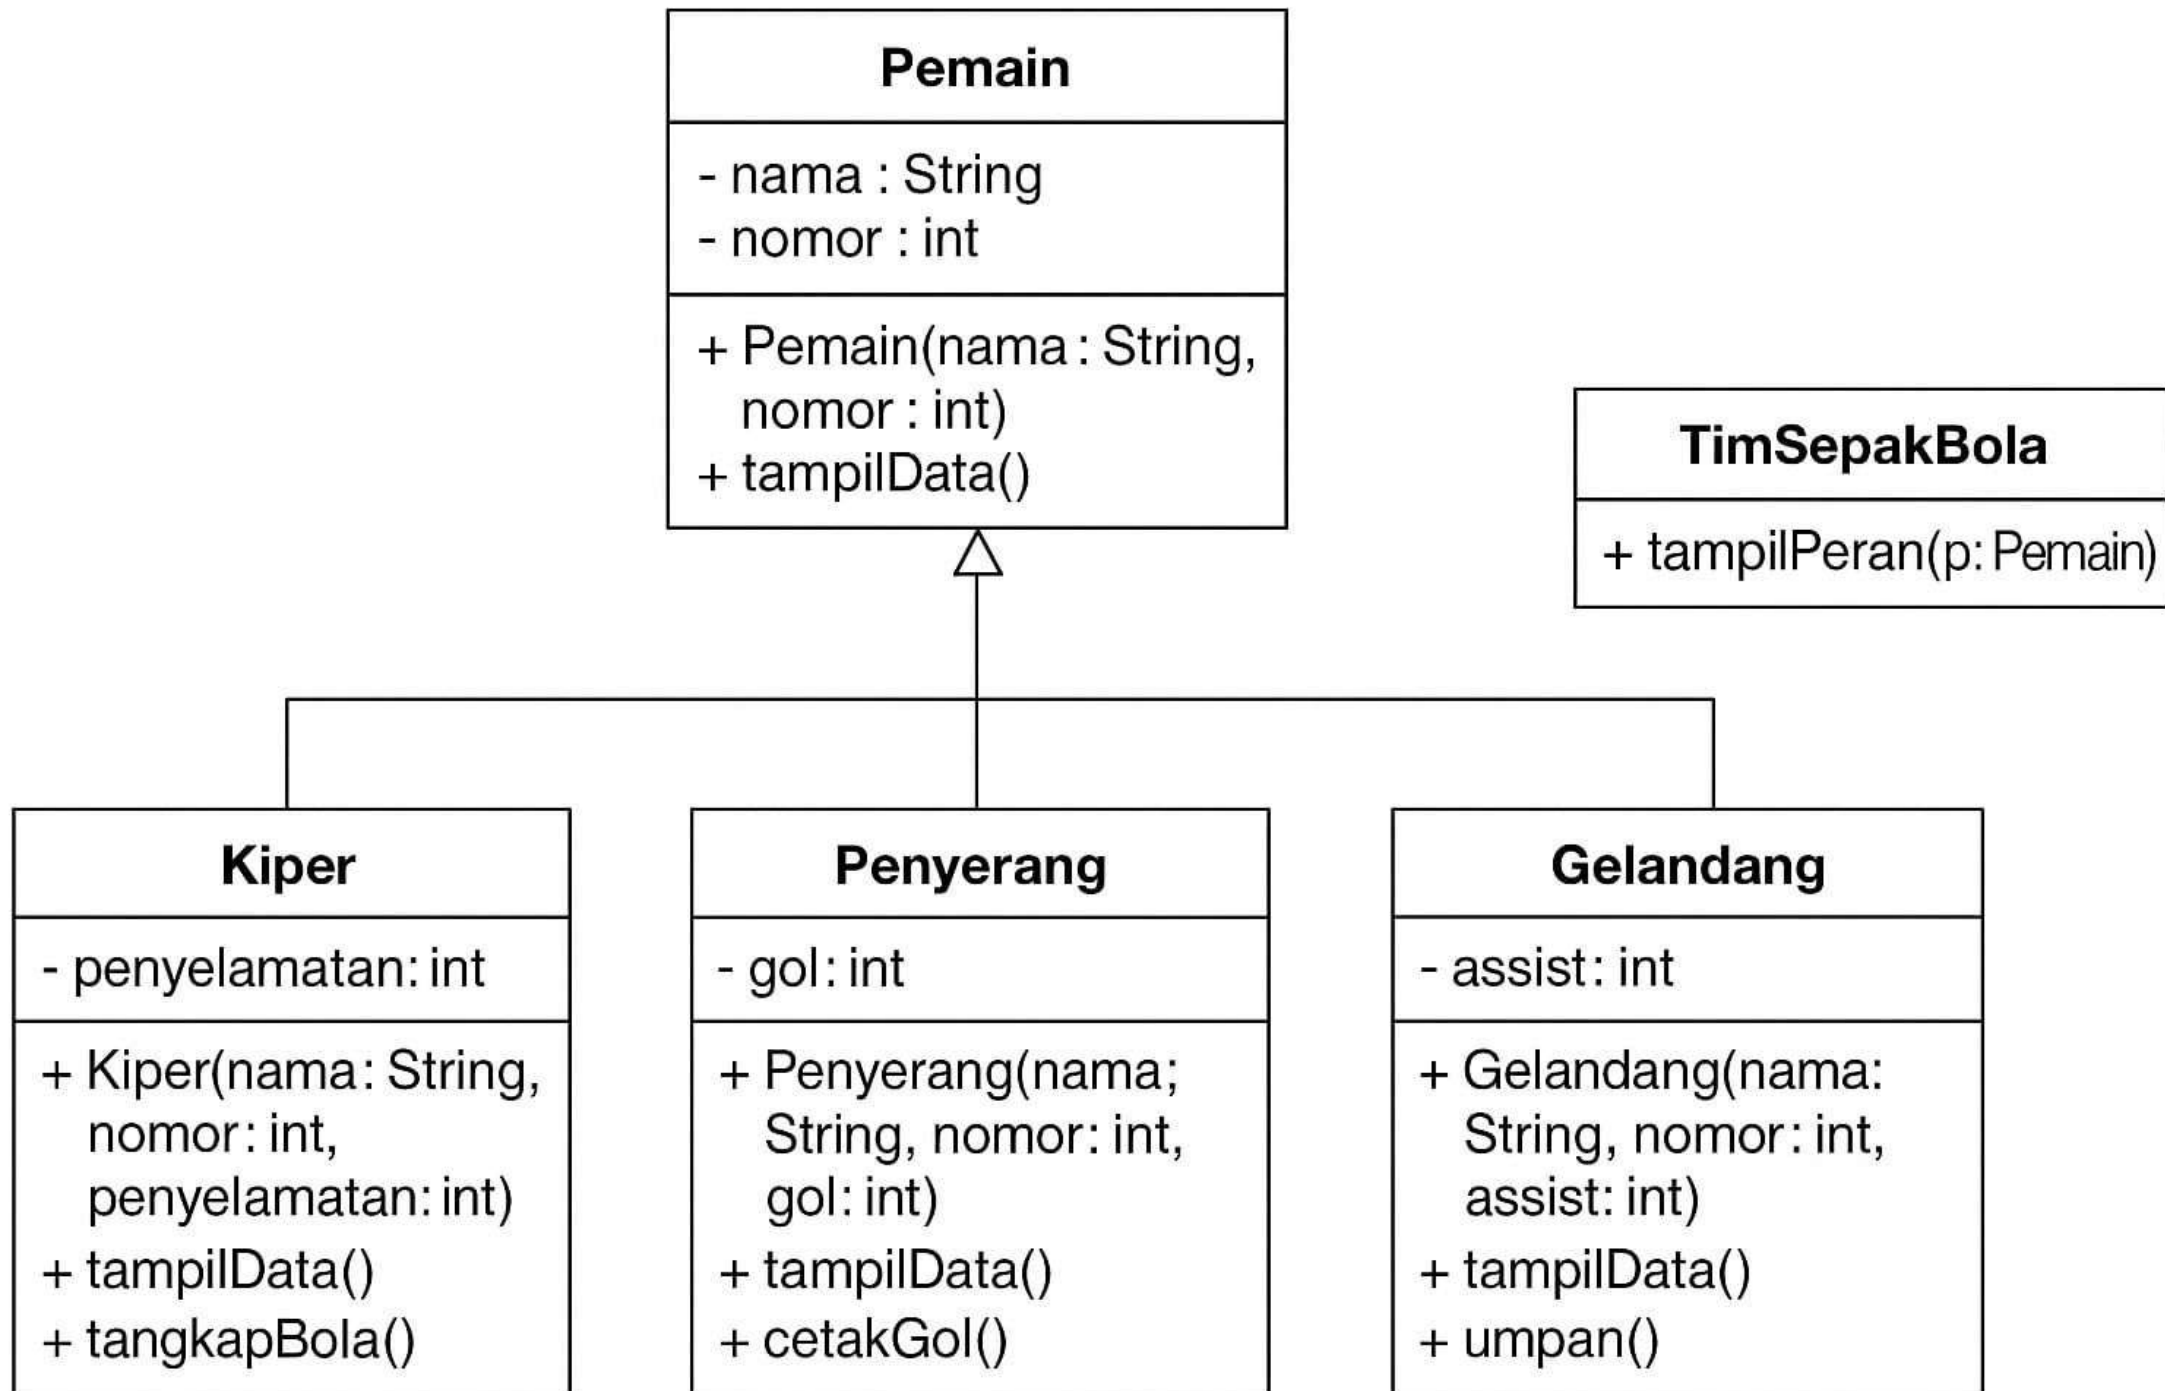 Pemain
- nama : String
- nomor : int
+ Pemain(nama : String,
nomor : int)
+ tampilData()
TimSepakBola
+ tampilPeran(p: Pemain)
Kiper
- penyelamatan: int
+ Kiper(nama: String,
nomor: int,
penyelamatan: int)
+ tampilData()
+ tangkapBola()
Penyerang
- gol: int
+ Penyerang(nama;
String, nomor: int,
gol: int)
+ tampilData()
+ cetakGol()
Gelandang
- assist: int
+ Gelandang(nama:
String, nomor: int,
assist: int)
+ tampilData()
+ umpan()